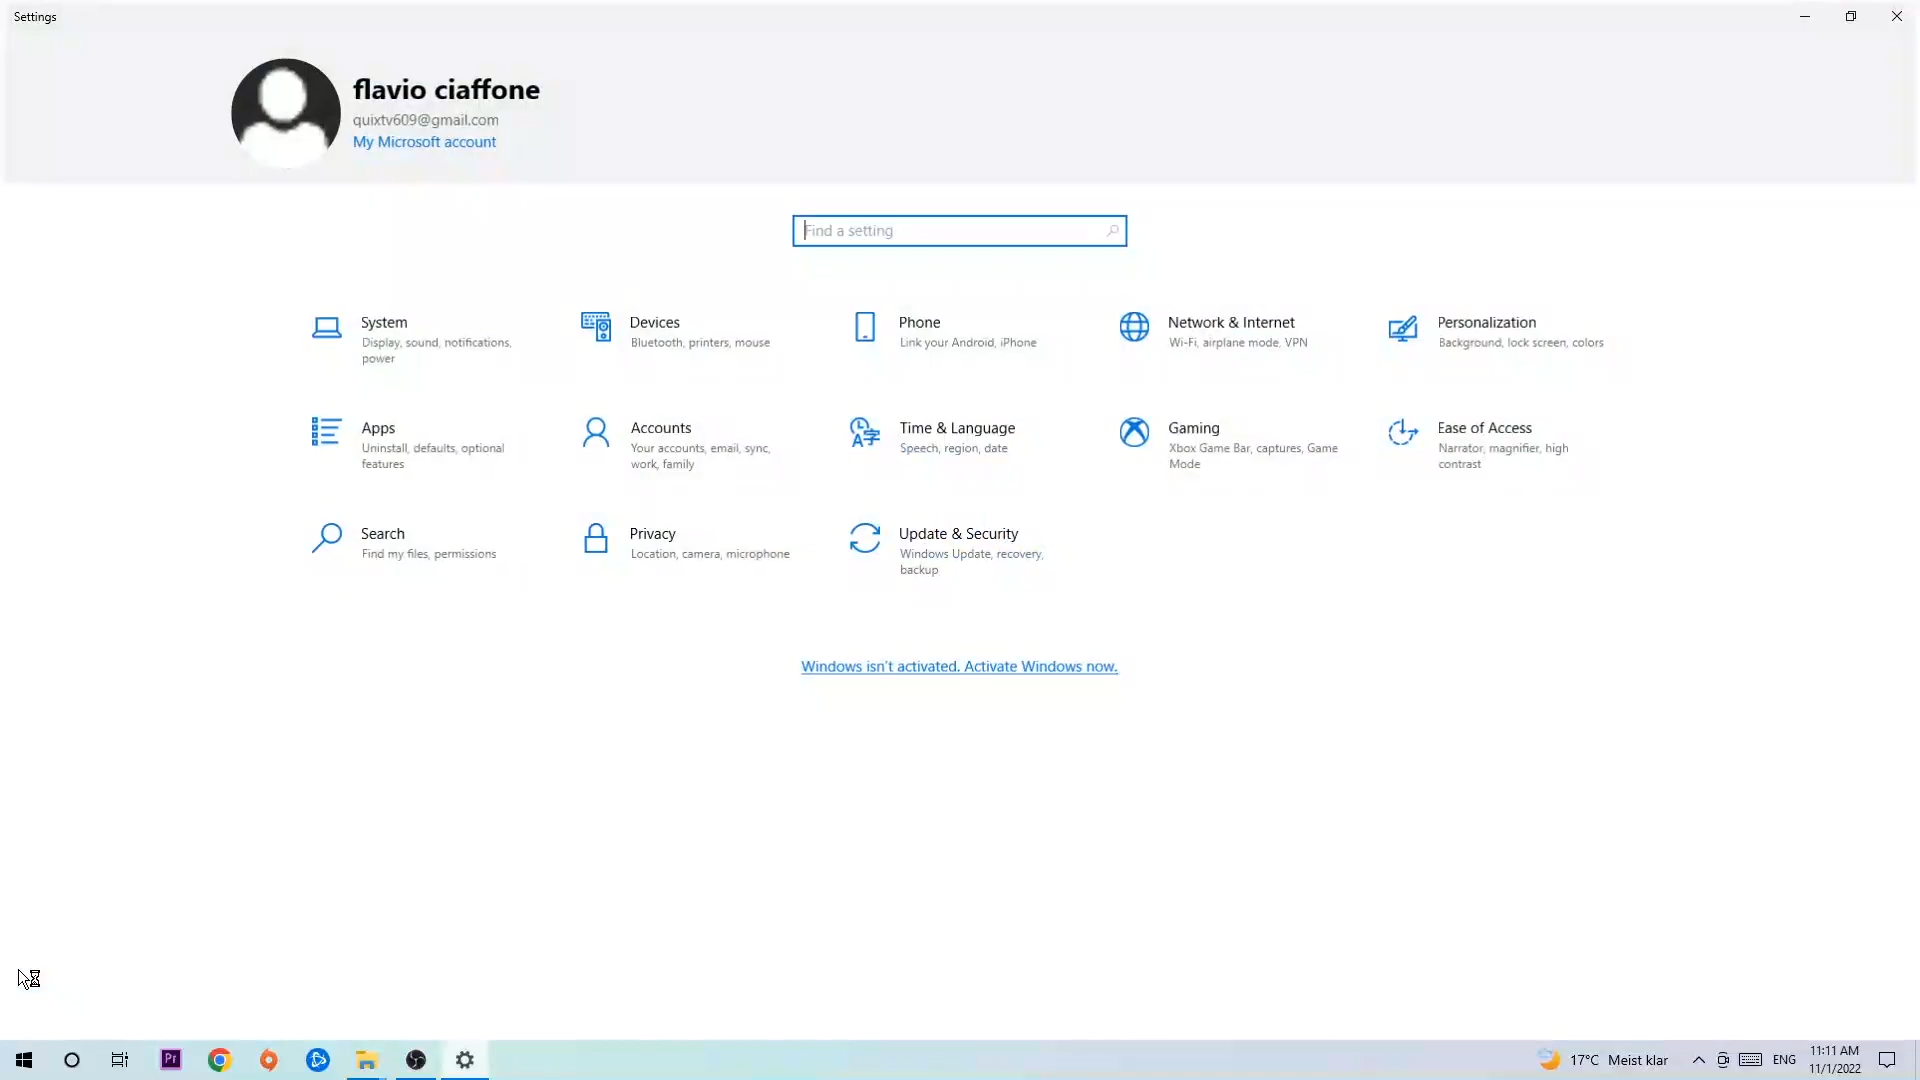 Settings
flavio ciaffone
quixtv609@gmail.com
My Microsoft account
Find a setting
System
Display, sound, notifications,
power
Devices
Bluetooth, printers, mouse
Phone
Link your Android, iPhone
Network & Internet
Wi-Fi, airplane mode, VPN
Personalization
Background, lock screen, colors
Apps
Uninstall, defaults, optional
features
Accounts
Your accounts, email, sync,
work, family
Time & Language
Speech, region, date
Gaming
Xbox Game Bar, captures, Game
Mode
Ease of Access
Narrator, magnifier, high
contrast
Search
Find my files, permissions
Privacy
Location, camera, microphone
Update & Security
Windows Update, recovery,
backup
Windows isn't activated. Activate Windows now.
Pr
17°C Meist klar
ENG
11:11 AM
11/1/2022